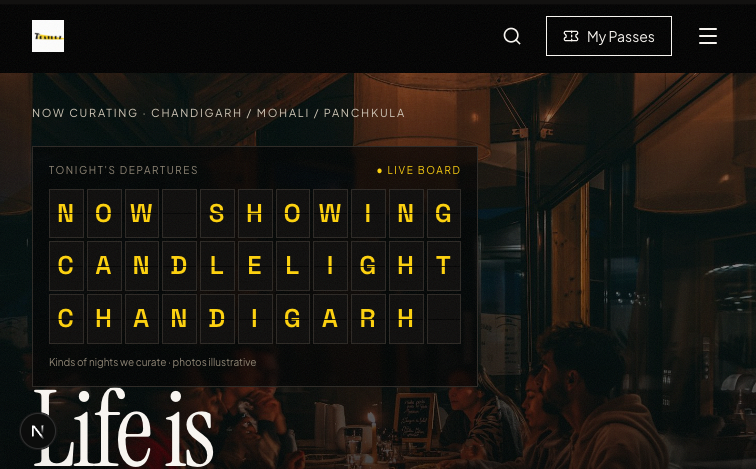 My Passes
NOW CURATING · CHANDIGARH / MOHALI / PANCHKULA
TONIGHT'S DEPARTURES
● LIVE BOARD
NOW SHOWING
CANDLELIGHT
CHANDIGARH
Kinds of nights we curate · photos illustrative
Life is
N